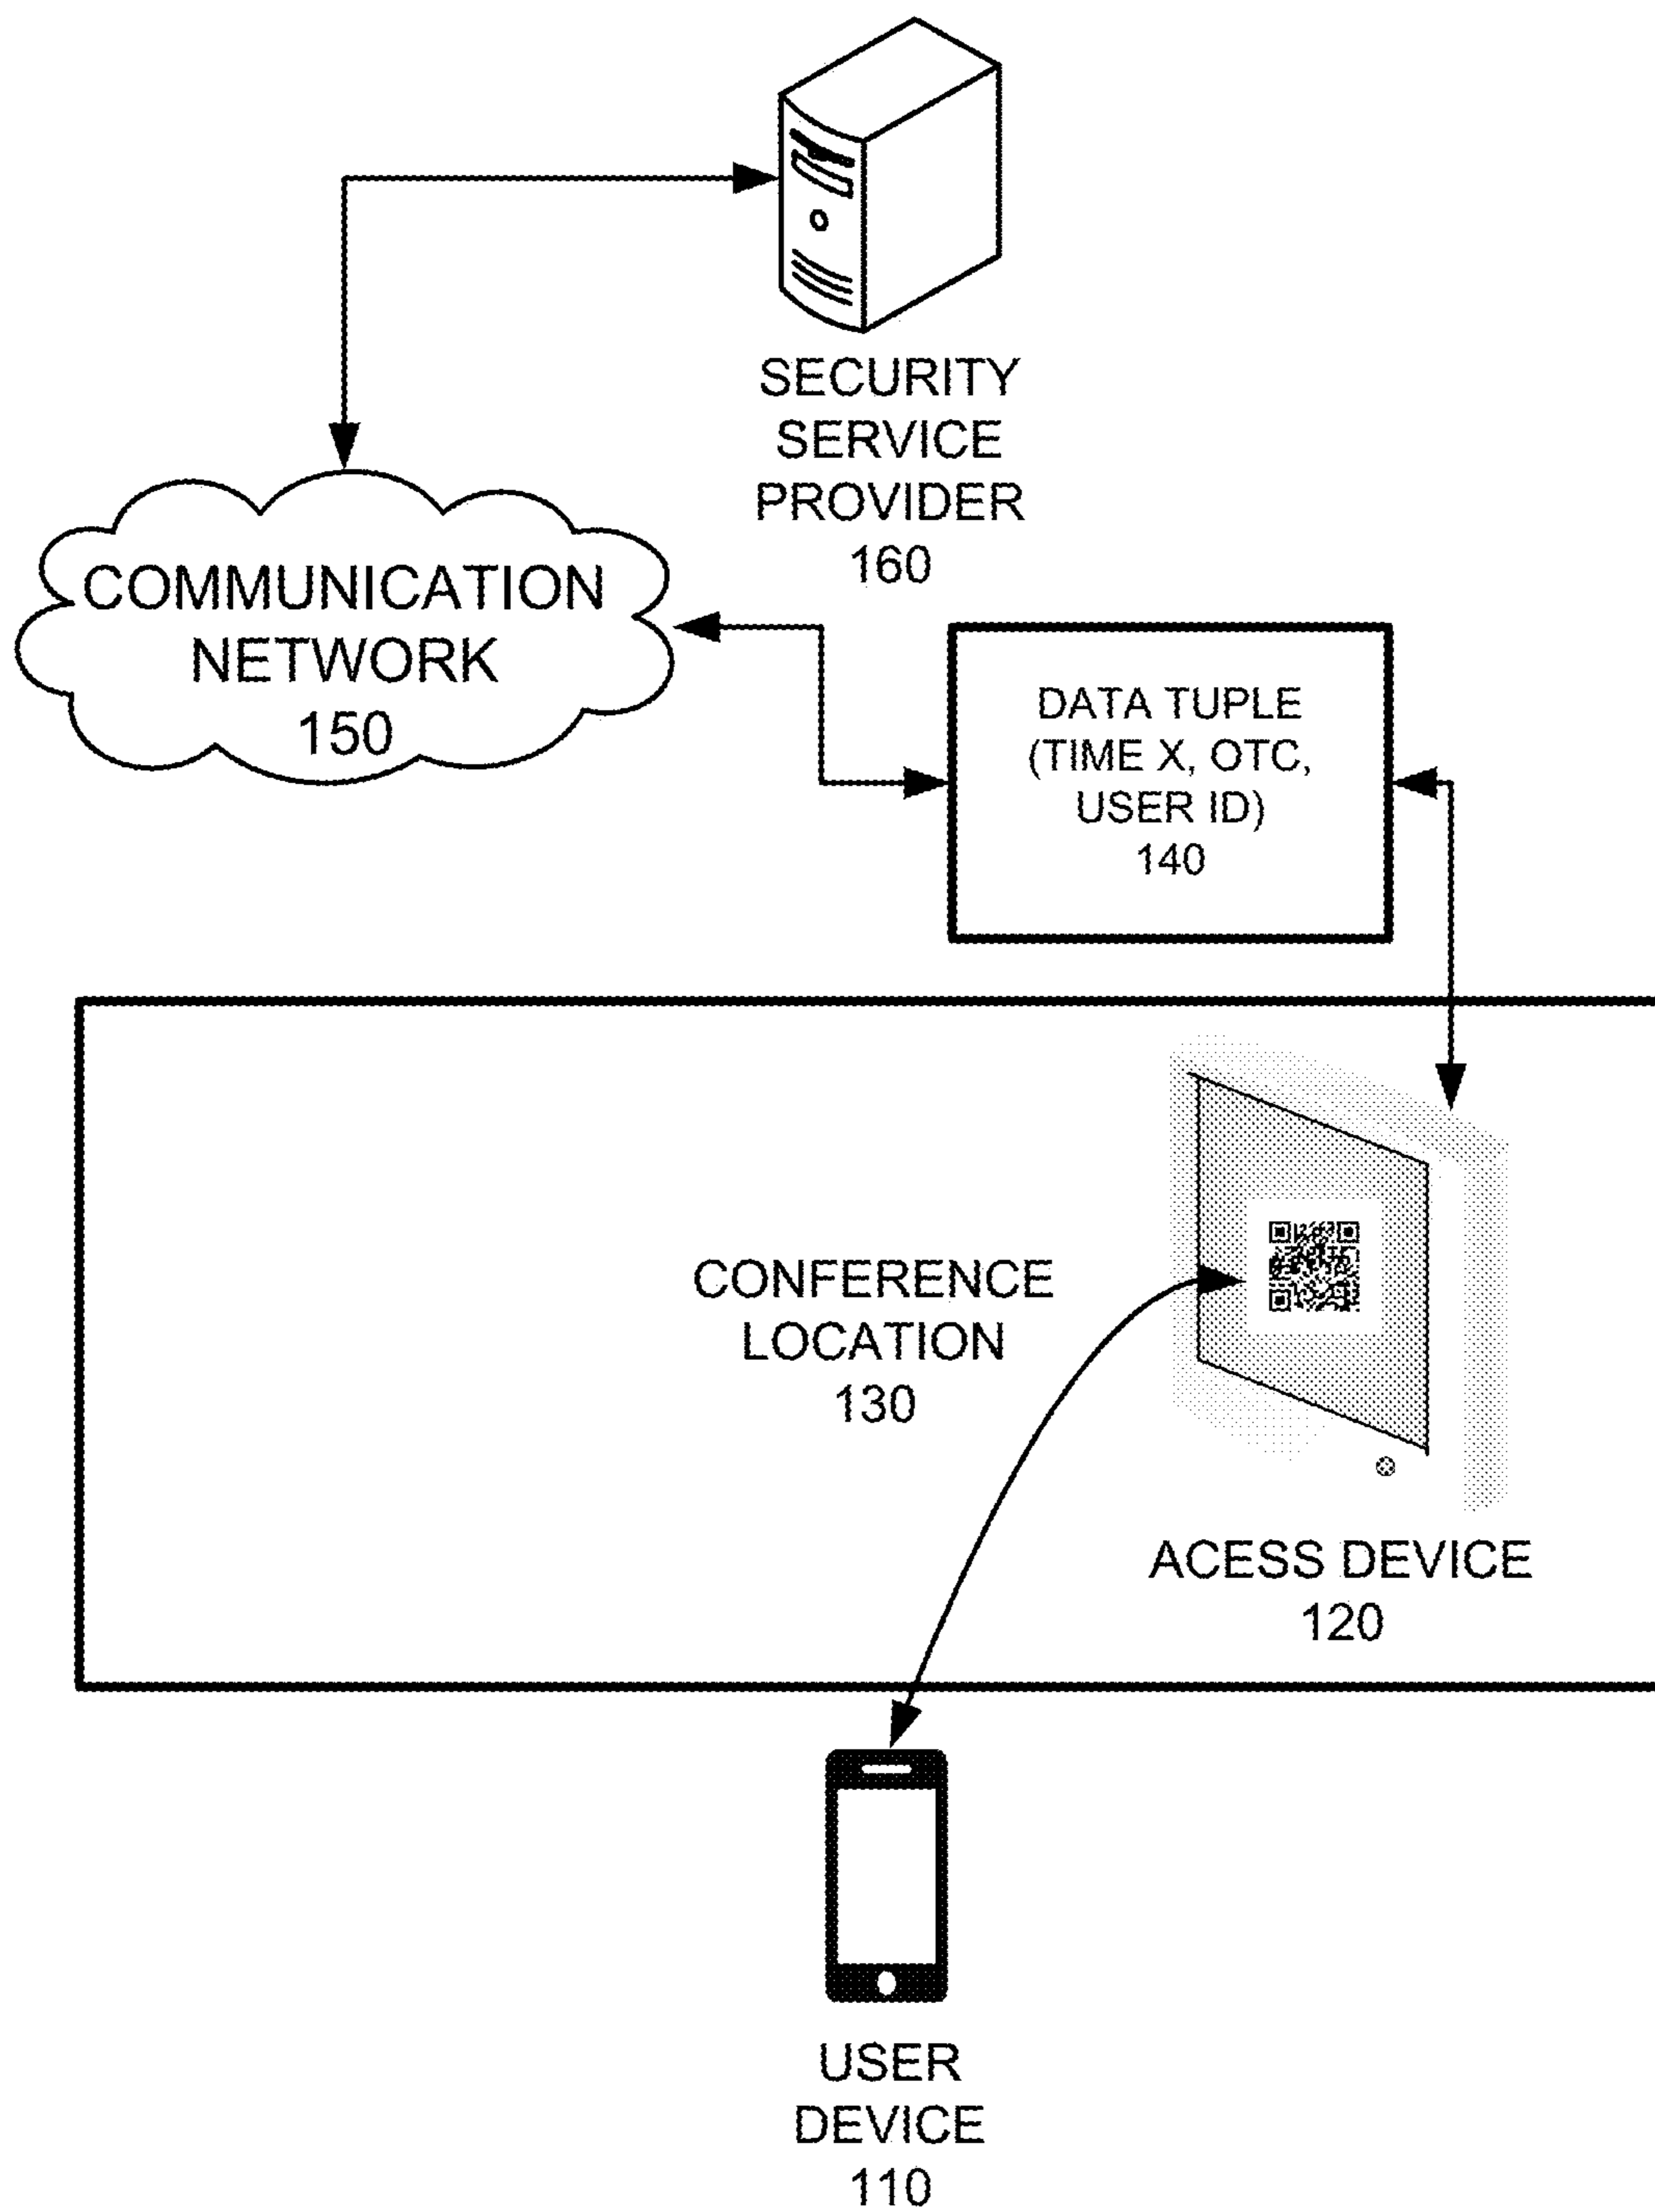 SECURITY
SERVICE
PROVIDER
160
COMMUNICATION
NETWORK
150
DATA TUPLE
(TIME X, OTC,
USER ID)
140
CONFERENCE
LOCATION
130
ACESS DEVICE
120
USER
DEVICE
110